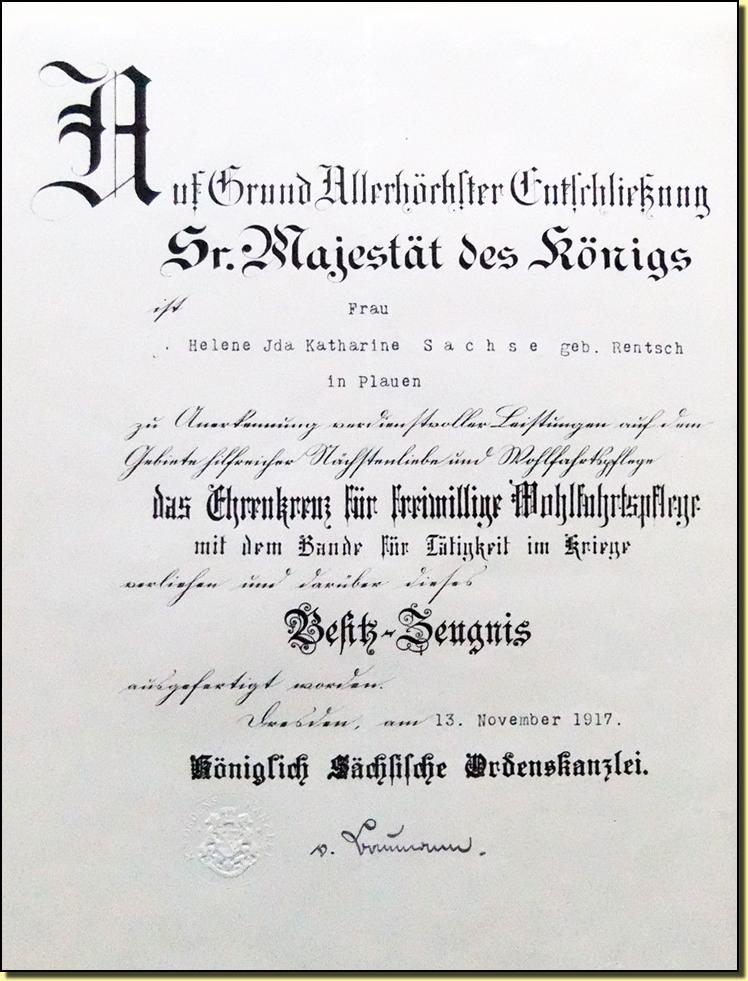 Auf Grund Allerhöchster Entschließung
Sr. Majestät des Königs
ist Frau
Helene Jda Katharine Sachse geb. Rentsch
in Plauen
zu Anerkennung verdienstvoller Leistungen auf dem
Gebiete hilfreicher Nächstenliebe und Wohlfahrtspflege
das Ehrenkreuz für freiwillige Wohlfahrtspflege
mit dem Bande für Tätigkeit im Kriege
verliehen und darüber dieses
Besitz-Zeugnis
ausgefertigt worden.
Dresden, am 13. November 1917.
Königlich Sächsische Ordenskanzlei.
v. Baumann.